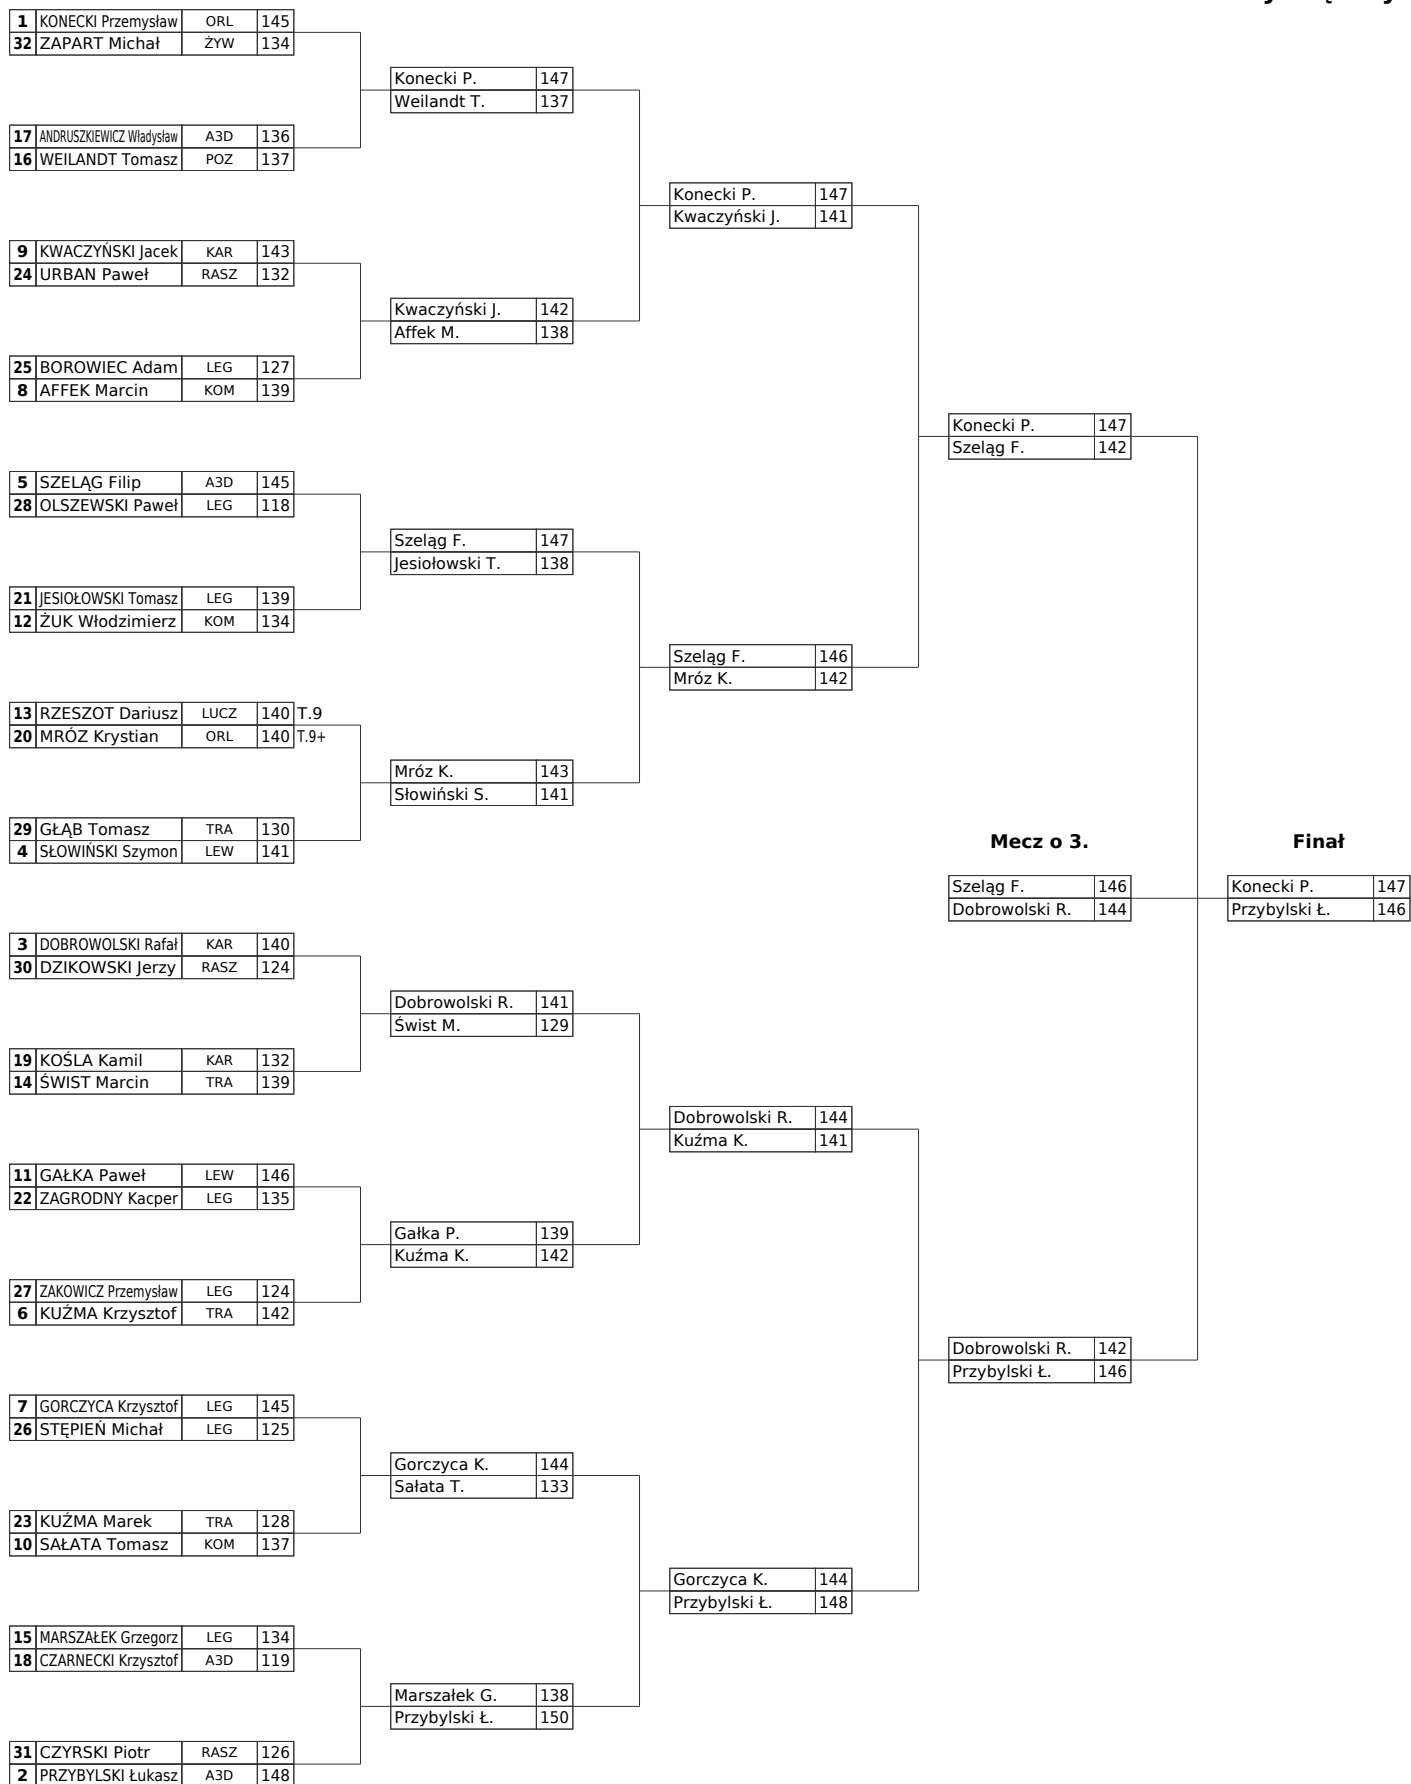 1 KONECKI Przemysław ORL 145
32 ZAPART Michał ŻYW 134
Konecki P. 147
Weilandt T. 137
17 ANDRUSZKIEWICZ Władysław A3D 136
16 WEILANDT Tomasz POZ 137
Konecki P. 147
Kwaczyński J. 141
9 KWACZYŃSKI Jacek KAR 143
24 URBAN Paweł RASZ 132
Kwaczyński J. 142
Affek M. 138
25 BOROWIEC Adam LEG 127
8 AFFEK Marcin KOM 139
Konecki P. 147
Szeląg F. 142
5 SZELĄG Filip A3D 145
28 OLSZEWSKI Paweł LEG 118
Szeląg F. 147
Jesiołowski T. 138
21 JESIOŁOWSKI Tomasz LEG 139
12 ŻUK Włodzimierz KOM 134
Szeląg F. 146
Mróz K. 142
13 RZESZOT Dariusz LUCZ 140 T.9
20 MRÓZ Krystian ORL 140 T.9+
Mróz K. 143
Słowiński S. 141
29 GŁĄB Tomasz TRA 130
4 SŁOWIŃSKI Szymon LEW 141
Mecz o 3. Finał
Szeląg F. 146 Konecki P. 147
Dobrowolski R. 144 Przybylski Ł. 146
3 DOBROWOLSKI Rafał KAR 140
30 DZIKOWSKI Jerzy RASZ 124
Dobrowolski R. 141
Świst M. 129
19 KOŚLA Kamil KAR 132
14 ŚWIST Marcin TRA 139
Dobrowolski R. 144
Kuźma K. 141
11 GAŁKA Paweł LEW 146
22 ZAGRODNY Kacper LEG 135
Gałka P. 139
Kuźma K. 142
27 ZAKOWICZ Przemysław LEG 124
6 KUŹMA Krzysztof TRA 142
Dobrowolski R. 142
Przybylski Ł. 146
7 GORCZYCA Krzysztof LEG 145
26 STĘPIEŃ Michał LEG 125
Gorczyca K. 144
Sałata T. 133
23 KUŹMA Marek TRA 128
10 SAŁATA Tomasz KOM 137
Gorczyca K. 144
Przybylski Ł. 148
15 MARSZAŁEK Grzegorz LEG 134
18 CZARNECKI Krzysztof A3D 119
Marszałek G. 138
Przybylski Ł. 150
31 CZYRSKI Piotr RASZ 126
2 PRZYBYLSKI Łukasz A3D 148